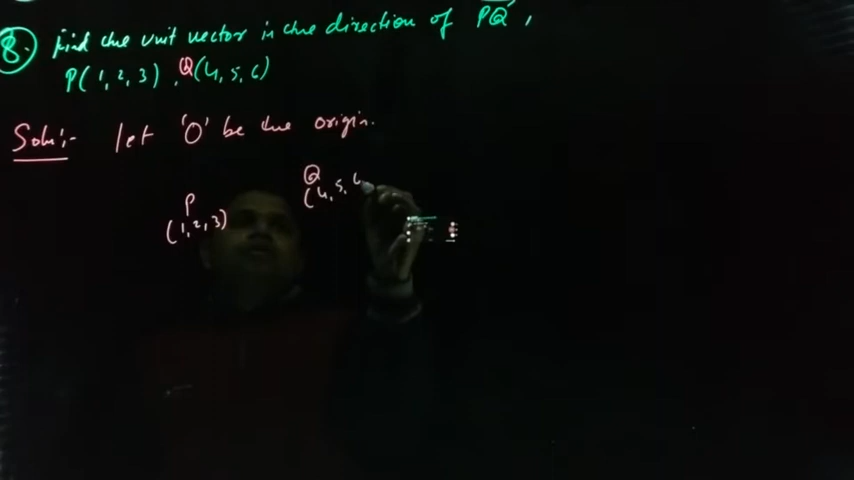 8. Find the unit vector in the direction of PQ,
P(1,2,3), Q(4,5,6)
Soln:- let 'O' be the origin.
P Q
(1,2,3) (4,5,6